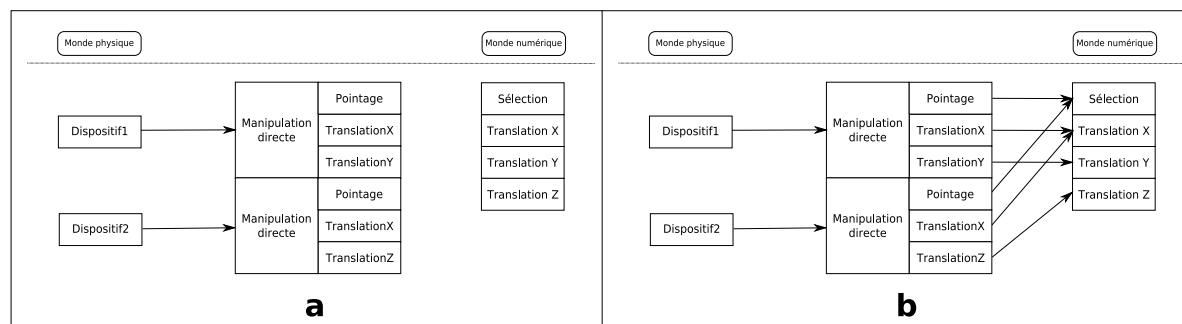 Monde physique
Monde numérique
Dispositif1
Manipulation
directe
Pointage
TranslationX
TranslationY
Dispositif2
Manipulation
directe
Pointage
TranslationX
TranslationZ
Sélection
Translation X
Translation Y
Translation Z
a
Monde physique
Monde numérique
Dispositif1
Manipulation
directe
Pointage
TranslationX
TranslationY
Dispositif2
Manipulation
directe
Pointage
TranslationX
TranslationZ
Sélection
Translation X
Translation Y
Translation Z
b